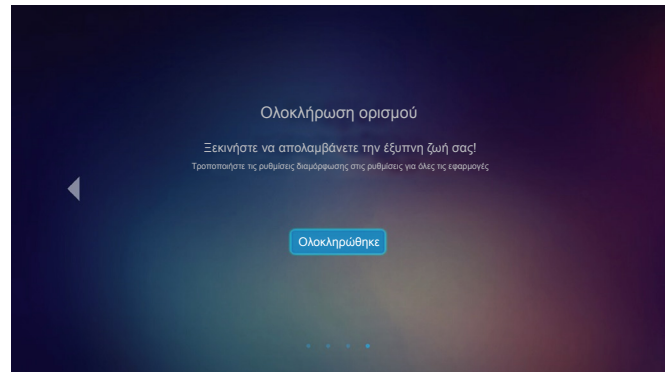 Ολοκλήρωση ορισμού
Ξεκινήστε να απολαμβάνετε την έξυπνη ζωή σας!
Τροποποιήστε τις ρυθμίσεις διαμόρφωσης στις ρυθμίσεις για όλες τις εφαρμογές
Ολοκληρώθηκε